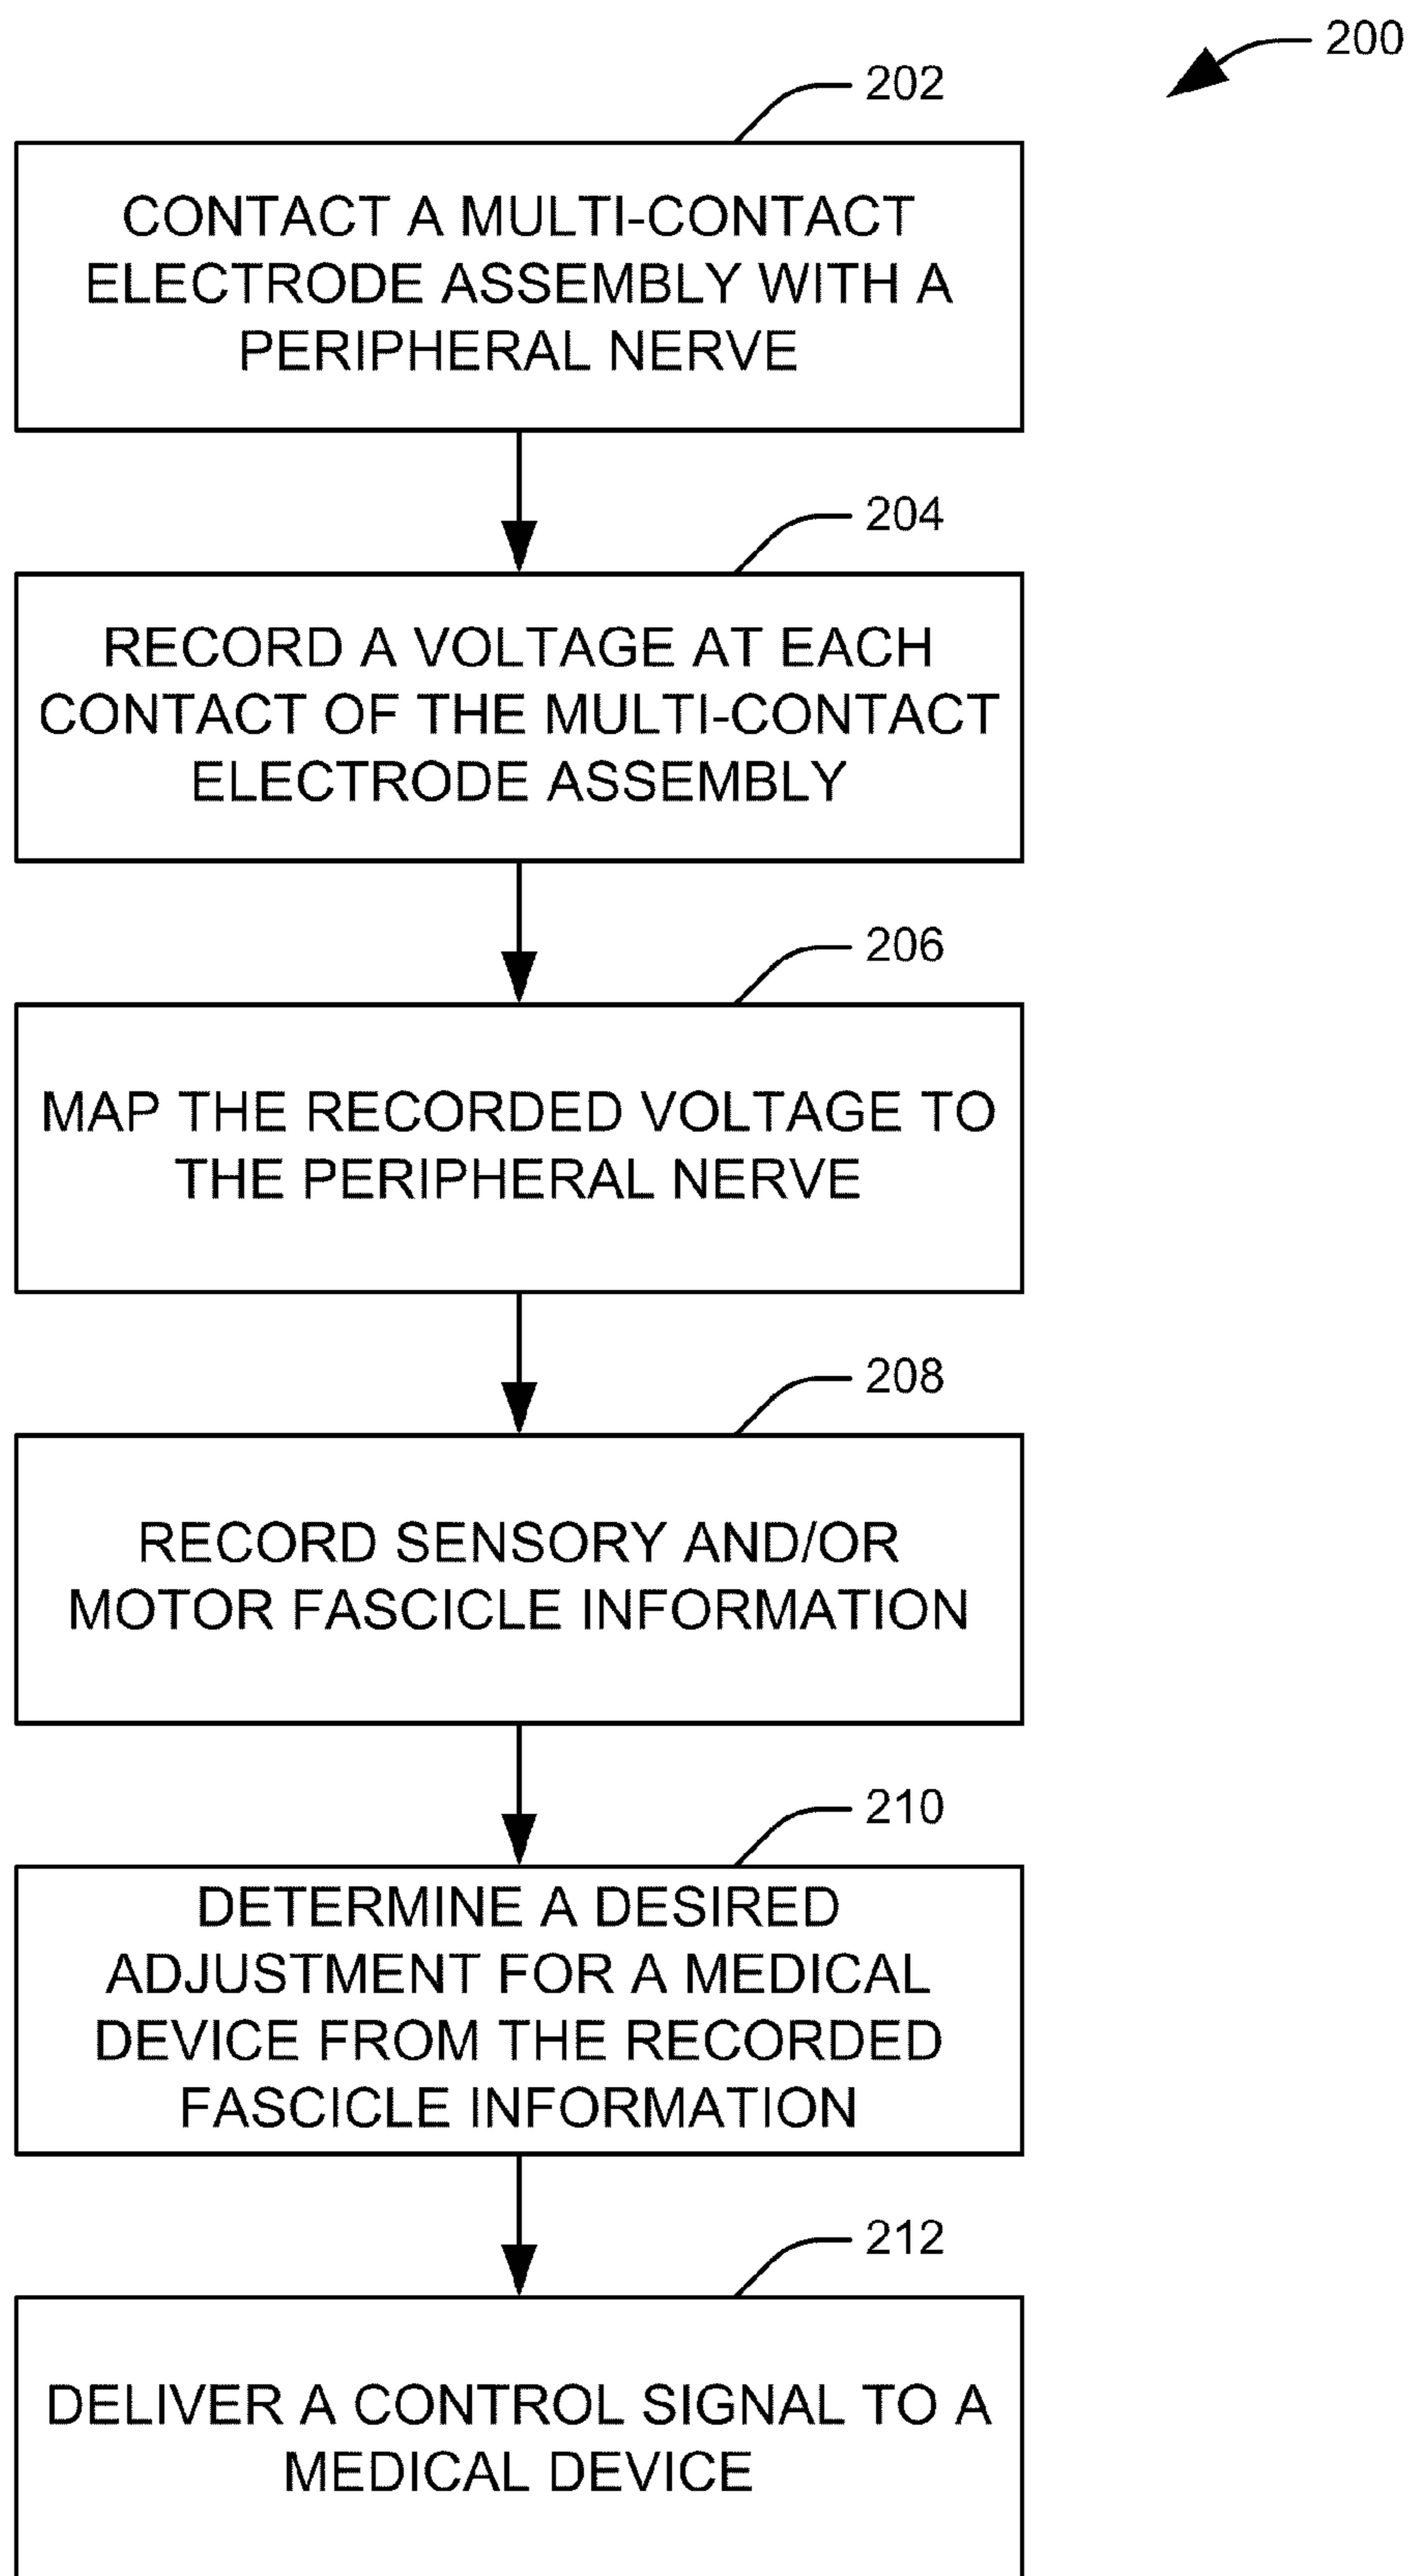 200
202
CONTACT A MULTI-CONTACT
ELECTRODE ASSEMBLY WITH A
PERIPHERAL NERVE
204
RECORD A VOLTAGE AT EACH
CONTACT OF THE MULTI-CONTACT
ELECTRODE ASSEMBLY
206
MAP THE RECORDED VOLTAGE TO
THE PERIPHERAL NERVE
208
RECORD SENSORY AND/OR
MOTOR FASCICLE INFORMATION
210
DETERMINE A DESIRED
ADJUSTMENT FOR A MEDICAL
DEVICE FROM THE RECORDED
FASCICLE INFORMATION
212
DELIVER A CONTROL SIGNAL TO A
MEDICAL DEVICE